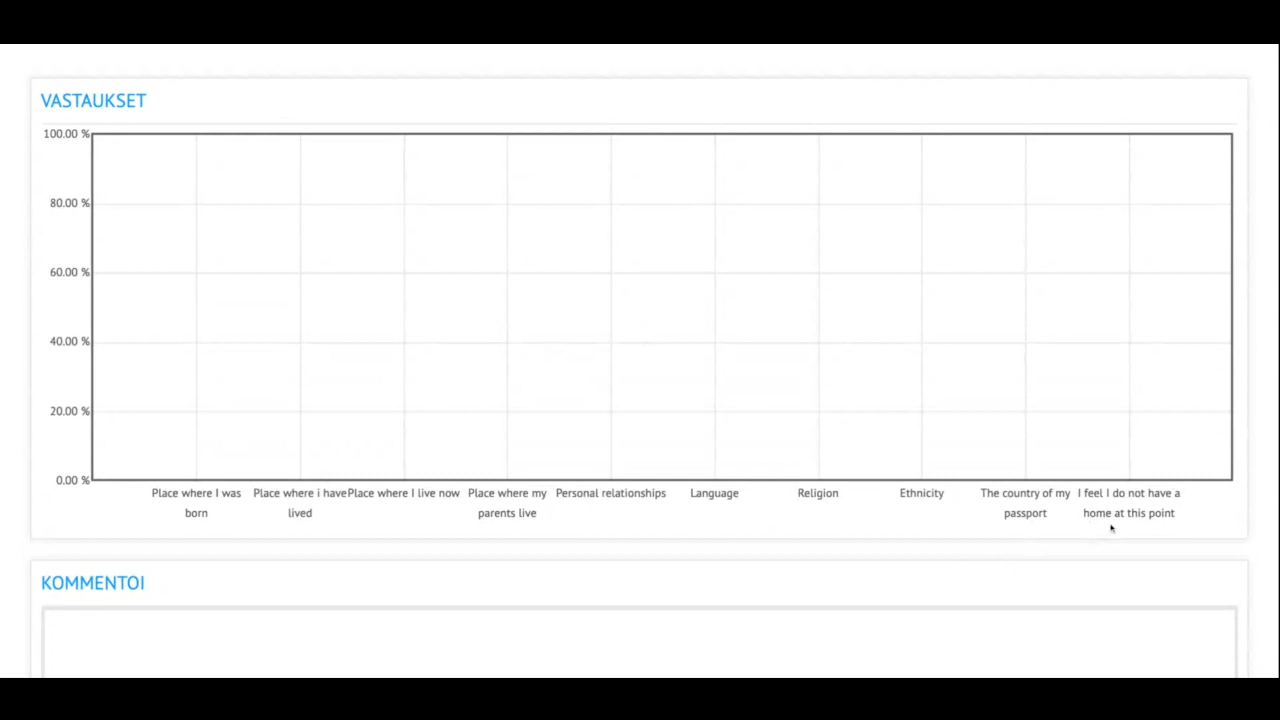 VASTAUKSET
100.00 %
80.00 %
60.00 %
40.00 %
20.00 %
0.00 %
Place where I was born
Place where i have lived
Place where I live now
Place where my parents live
Personal relationships
Language
Religion
Ethnicity
The country of my passport
I feel I do not have a home at this point
KOMMENTOI